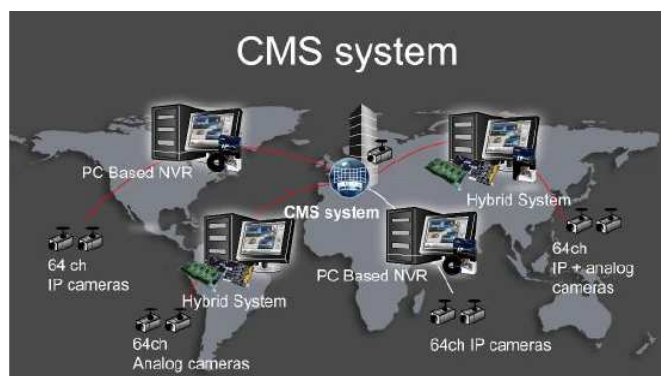 CMS system
PC Based NVR
CMS system
Hybrid System
64 ch
IP cameras
Hybrid System
PC Based NVR
64ch
IP + analog
cameras
64ch
Analog cameras
64ch IP cameras